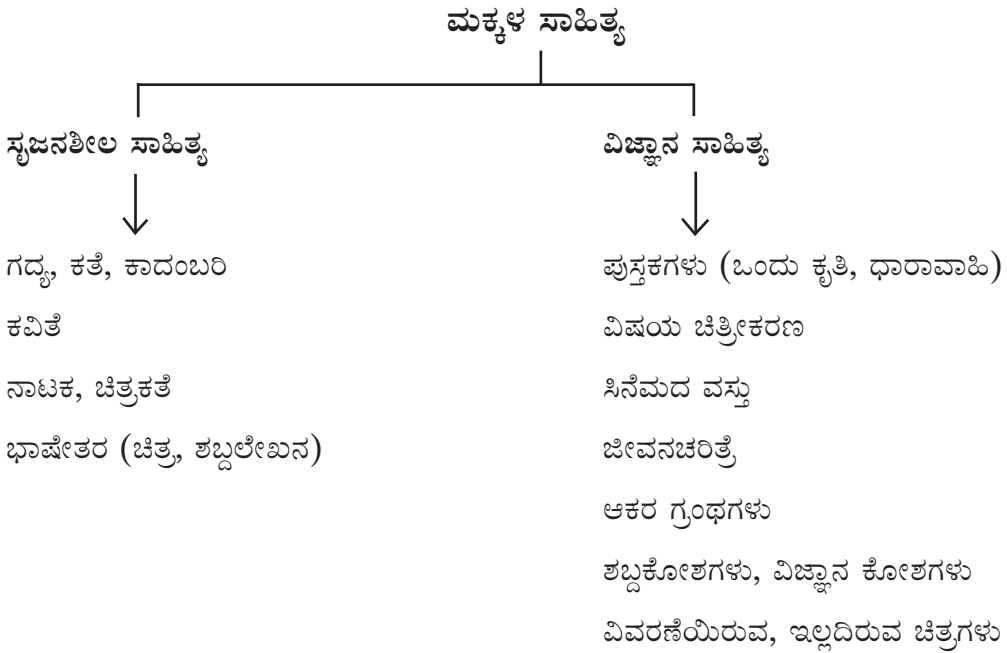 ಮಕ್ಕಳ ಸಾಹಿತ್ಯ
ಸೃಜನಶೀಲ ಸಾಹಿತ್ಯ
ಗದ್ಯ, ಕತೆ, ಕಾದಂಬರಿ
ಕವಿತೆ
ನಾಟಕ, ಚಿತ್ರಕತೆ
ಭಾಷೇತರ (ಚಿತ್ರ, ಶಬ್ದಲೇಖನ)
ವಿಜ್ಞಾನ ಸಾಹಿತ್ಯ
ಪುಸ್ತಕಗಳು (ಒಂದು ಕೃತಿ, ಧಾರಾವಾಹಿ)
ವಿಷಯ ಚಿತ್ರೀಕರಣ
ಸಿನೆಮದ ವಸ್ತು
ಜೀವನಚರಿತ್ರೆ
ಆಕರ ಗ್ರಂಥಗಳು
ಶಬ್ದಕೋಶಗಳು, ವಿಜ್ಞಾನ ಕೋಶಗಳು
ವಿವರಣೆಯಿರುವ, ಇಲ್ಲದಿರುವ ಚಿತ್ರಗಳು